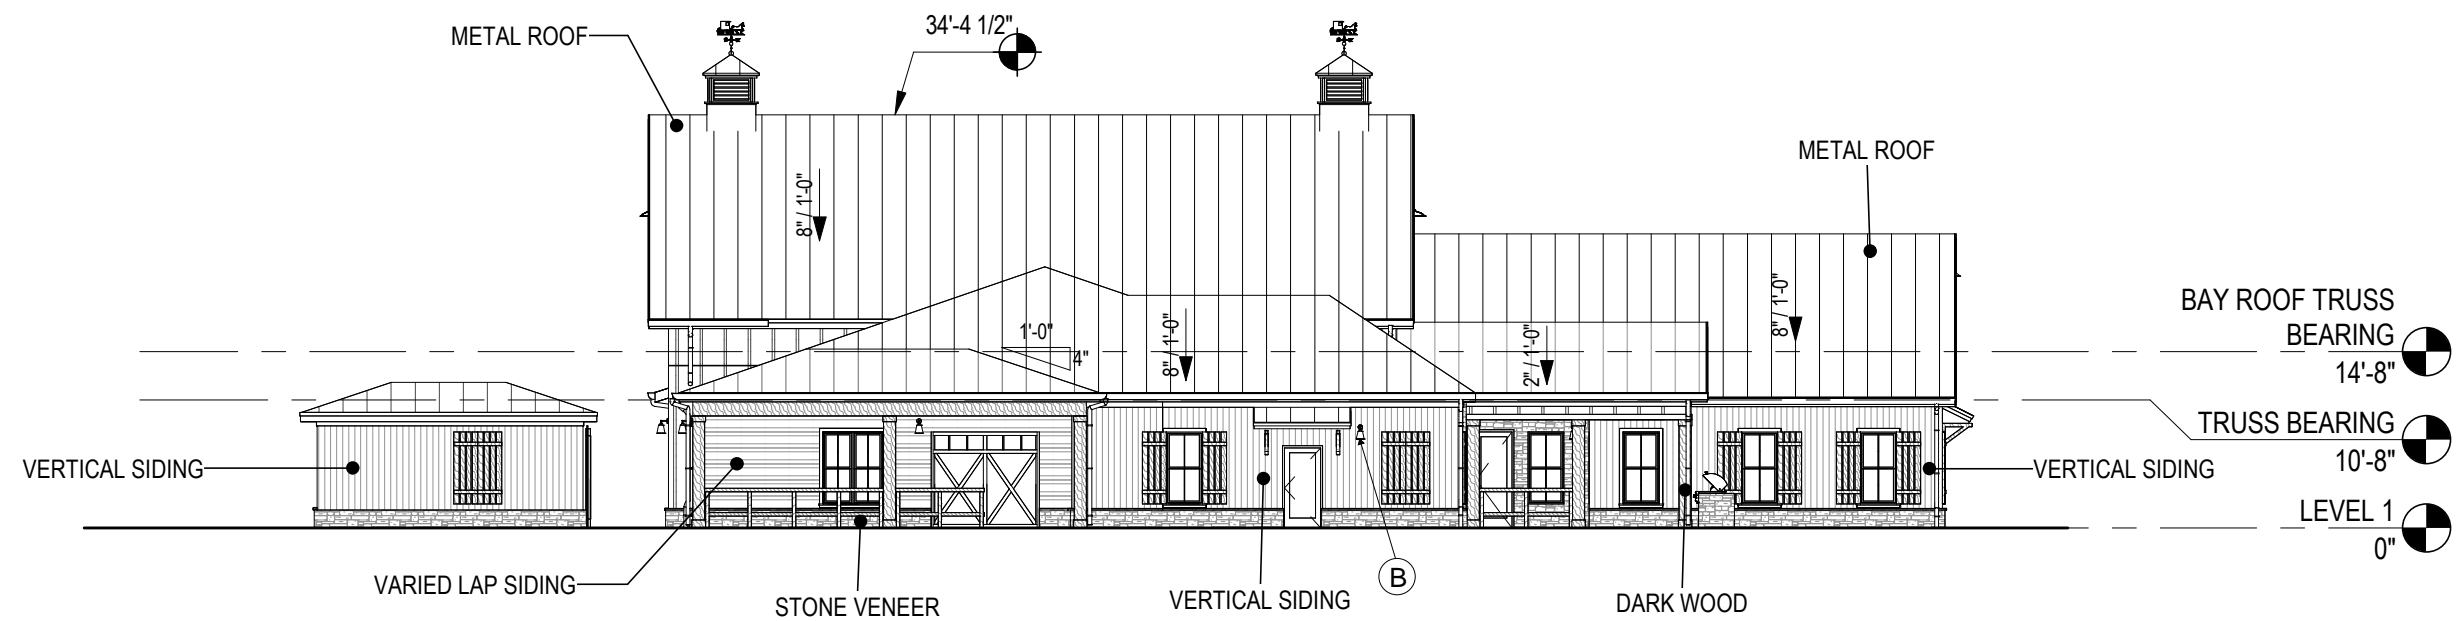 METAL ROOF
34'-4 1/2"
METAL ROOF
8" / 1'-0"
8" / 1'-0"
BAY ROOF TRUSS
BEARING
14'-8"
1'-0"
4"
8" / 1'-0"
2" / 1'-0"
TRUSS BEARING
10'-8"
VERTICAL SIDING
VERTICAL SIDING
LEVEL 1
0"
VARIED LAP SIDING
STONE VENEER
VERTICAL SIDING
B
DARK WOOD